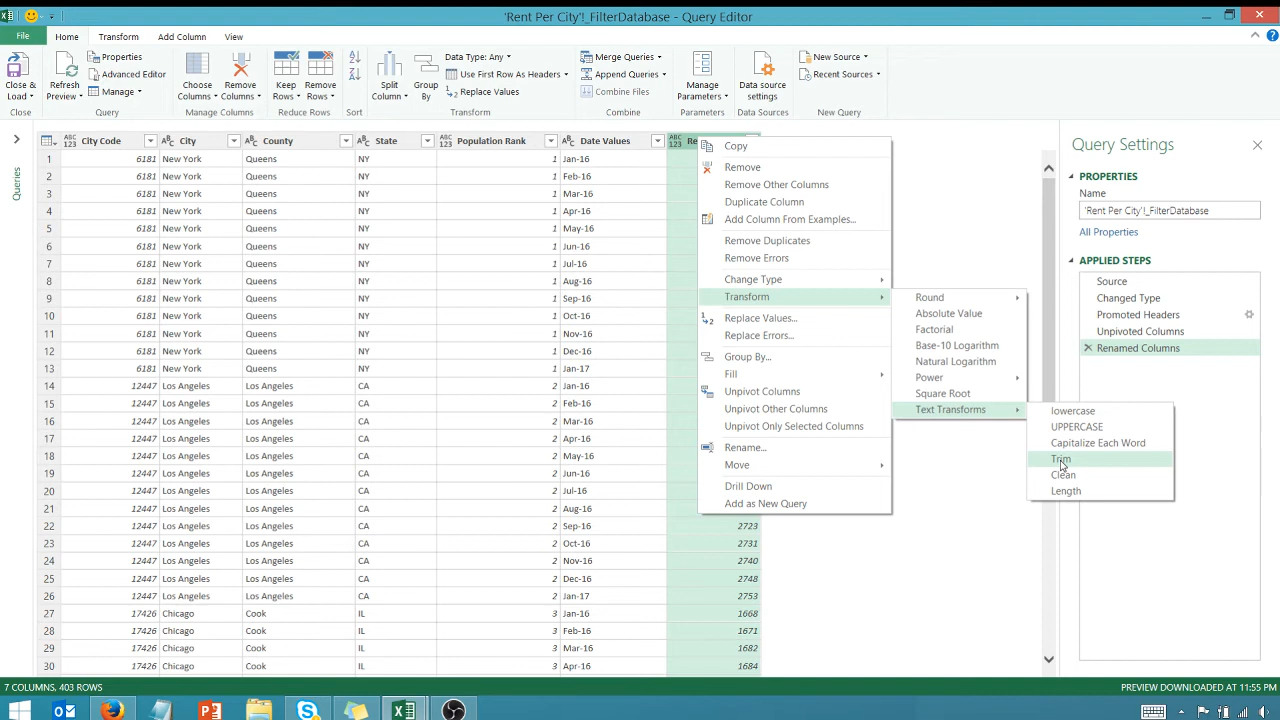 'Rent Per City'!_FilterDatabase - Query Editor
File Home Transform Add Column View
Close & Load
Refresh Preview
Properties
Advanced Editor
Manage
Choose Columns
Remove Columns
Keep Rows
Remove Rows
Split Column
Group By
Data Type: Any
Use First Row As Headers
Replace Values
Merge Queries
Append Queries
Combine Files
Manage Parameters
Data source settings
New Source
Recent Sources
Close Query Manage Columns Reduce Rows Sort Transform Combine Parameters Data Sources New Query
Queries
ABC 123 City Code ABC City ABC County ABC State ABC 123 Population Rank ABC Date Values ABC 123 Re
1 6181 New York Queens NY 1 Jan-16
2 6181 New York Queens NY 1 Feb-16
3 6181 New York Queens NY 1 Mar-16
4 6181 New York Queens NY 1 Apr-16
5 6181 New York Queens NY 1 May-16
6 6181 New York Queens NY 1 Jun-16
7 6181 New York Queens NY 1 Jul-16
8 6181 New York Queens NY 1 Aug-16
9 6181 New York Queens NY 1 Sep-16
10 6181 New York Queens NY 1 Oct-16
11 6181 New York Queens NY 1 Nov-16
12 6181 New York Queens NY 1 Dec-16
13 6181 New York Queens NY 1 Jan-17
14 12447 Los Angeles Los Angeles CA 2 Jan-16
15 12447 Los Angeles Los Angeles CA 2 Feb-16
16 12447 Los Angeles Los Angeles CA 2 Mar-16
17 12447 Los Angeles Los Angeles CA 2 Apr-16
18 12447 Los Angeles Los Angeles CA 2 May-16
19 12447 Los Angeles Los Angeles CA 2 Jun-16
20 12447 Los Angeles Los Angeles CA 2 Jul-16
21 12447 Los Angeles Los Angeles CA 2 Aug-16
22 12447 Los Angeles Los Angeles CA 2 Sep-16 2723
23 12447 Los Angeles Los Angeles CA 2 Oct-16 2731
24 12447 Los Angeles Los Angeles CA 2 Nov-16 2740
25 12447 Los Angeles Los Angeles CA 2 Dec-16 2748
26 12447 Los Angeles Los Angeles CA 2 Jan-17 2753
27 17426 Chicago Cook IL 3 Jan-16 1668
28 17426 Chicago Cook IL 3 Feb-16 1671
29 17426 Chicago Cook IL 3 Mar-16 1682
30 17426 Chicago Cook IL 3 Apr-16 1684
Copy
Remove
Remove Other Columns
Duplicate Column
Add Column From Examples...
Remove Duplicates
Remove Errors
Change Type
Transform
Replace Values...
Replace Errors...
Group By...
Fill
Unpivot Columns
Unpivot Other Columns
Unpivot Only Selected Columns
Rename...
Move
Drill Down
Add as New Query
Round
Absolute Value
Factorial
Base-10 Logarithm
Natural Logarithm
Power
Square Root
Text Transforms
lowercase
UPPERCASE
Capitalize Each Word
Trim
Clean
Length
Query Settings
PROPERTIES
Name
'Rent Per City'!_FilterDatabase
All Properties
APPLIED STEPS
Source
Changed Type
Promoted Headers
Unpivoted Columns
Renamed Columns
7 COLUMNS, 403 ROWS PREVIEW DOWNLOADED AT 11:55 PM